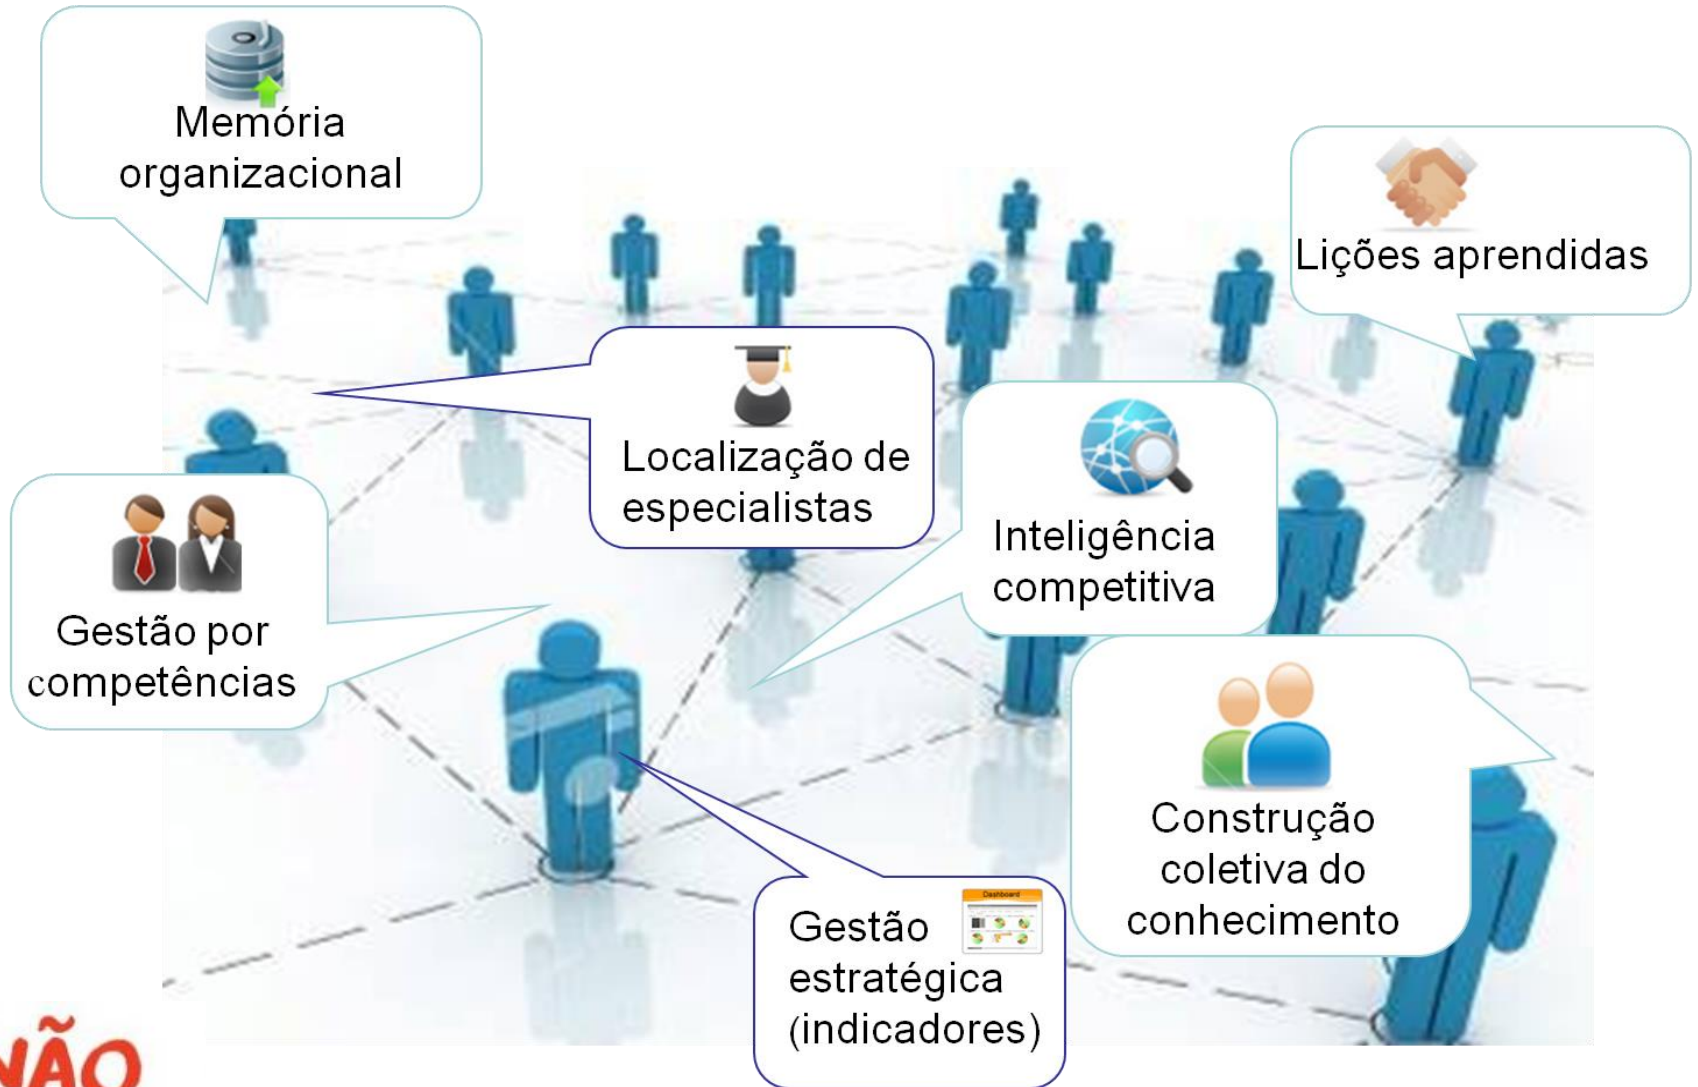 Memória
organizacional
Lições aprendidas
Localização de
especialistas
Inteligência
competitiva
Gestão por
competências
Construção
coletiva do
conhecimento
Dashboard
Gestão
estratégica
(indicadores)
NÃO